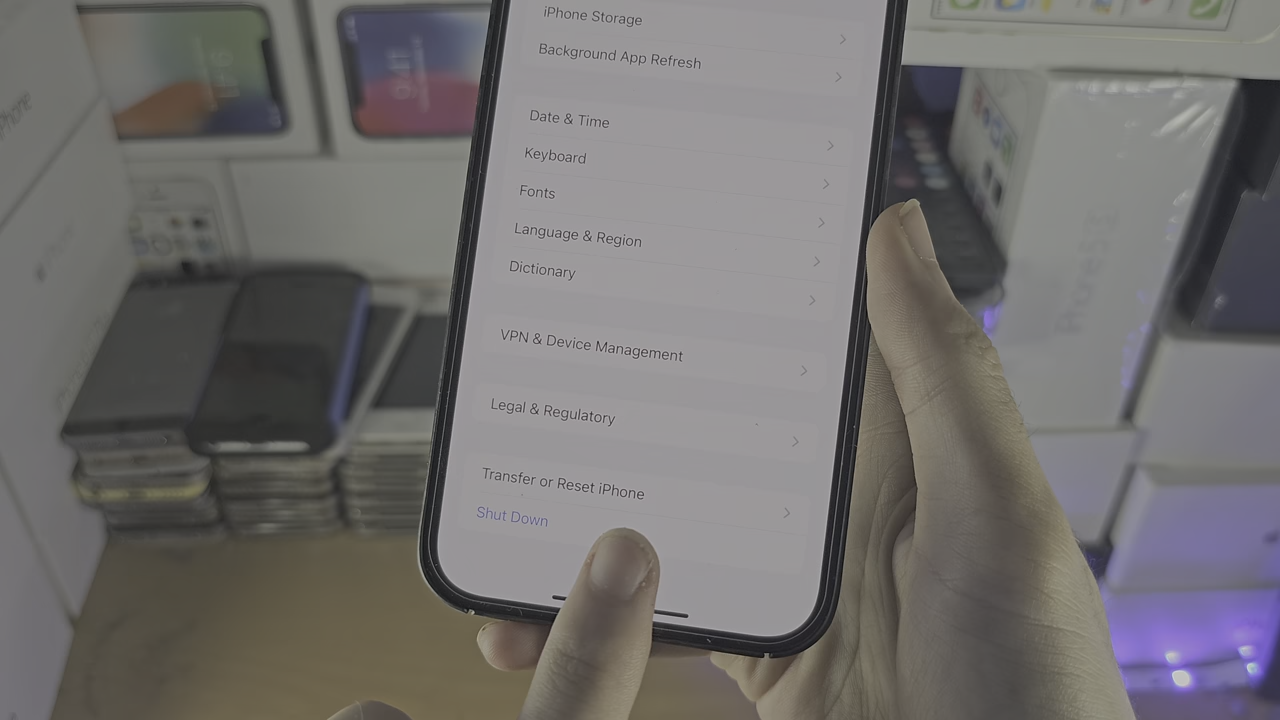 iPhone Storage
Background App Refresh
Date & Time
Keyboard
Fonts
Language & Region
Dictionary
VPN & Device Management
Legal & Regulatory
Transfer or Reset iPhone
Shut Down